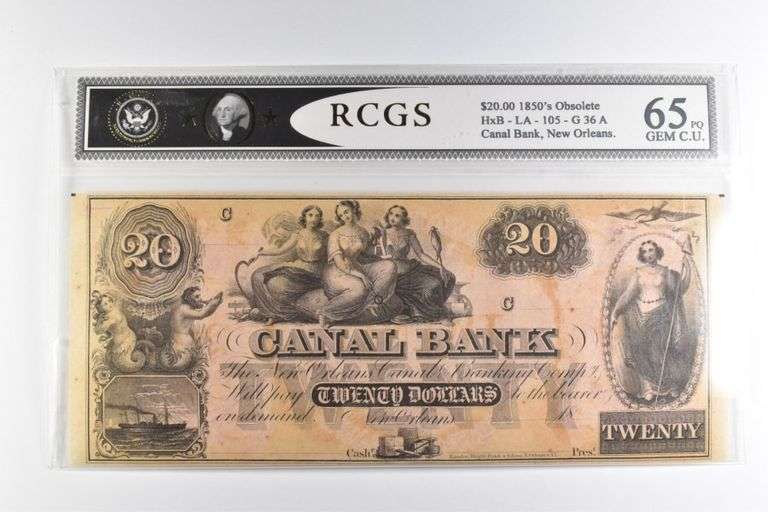 RCGS
$20.00 1850's Obsolete
HxB - LA - 105 - G 36 A
Canal Bank, New Orleans.
65 PQ
GEM C.U.
20
C
20
C
CANAL BANK
The New Orleans Canal & Banking Comp.y,
Will pay TWENTY DOLLARS to the bearer,
on demand. New Orleans 18
TWENTY
Cash.r
Pres.t